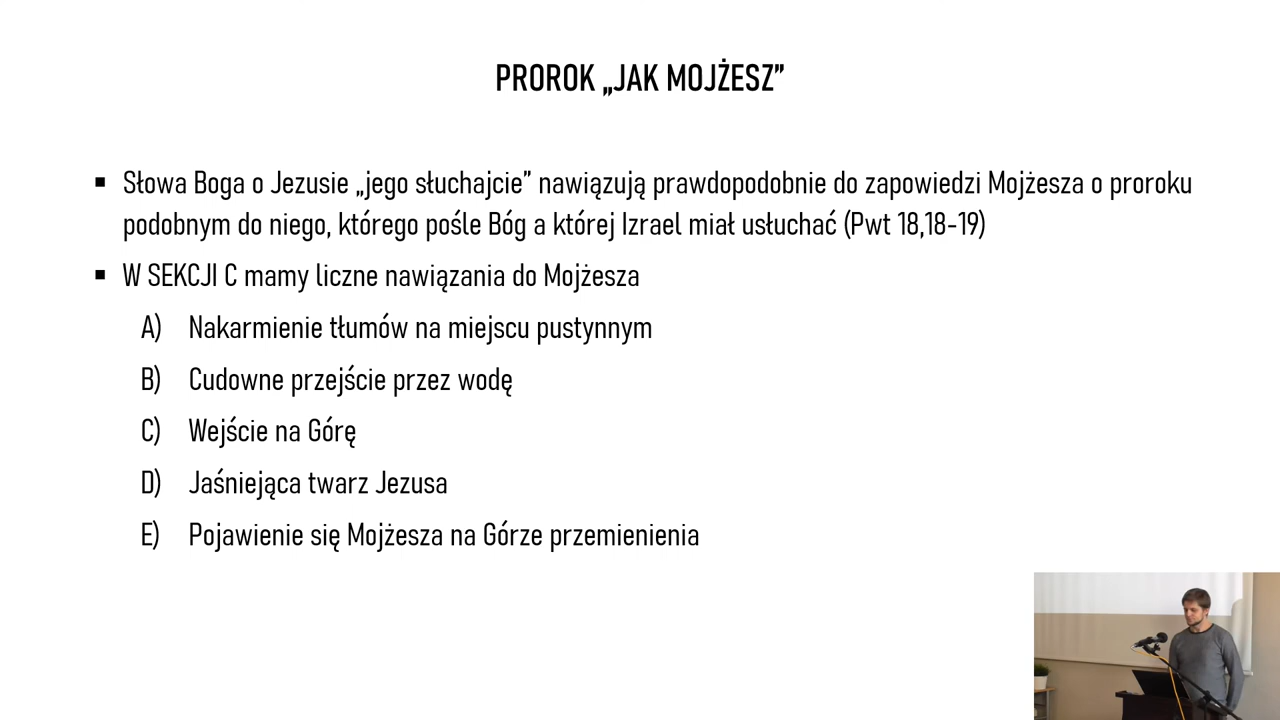 PROROK „JAK MOJŻESZ”
▪ Słowa Boga o Jezusie „jego słuchajcie” nawiązują prawdopodobnie do zapowiedzi Mojżesza o proroku
podobnym do niego, którego pośle Bóg a której Izrael miał usłuchać (Pwt 18,18-19)
▪ W SEKCJI C mamy liczne nawiązania do Mojżesza
A) Nakarmienie tłumów na miejscu pustynnym
B) Cudowne przejście przez wodę
C) Wejście na Górę
D) Jaśniejąca twarz Jezusa
E) Pojawienie się Mojżesza na Górze przemienienia